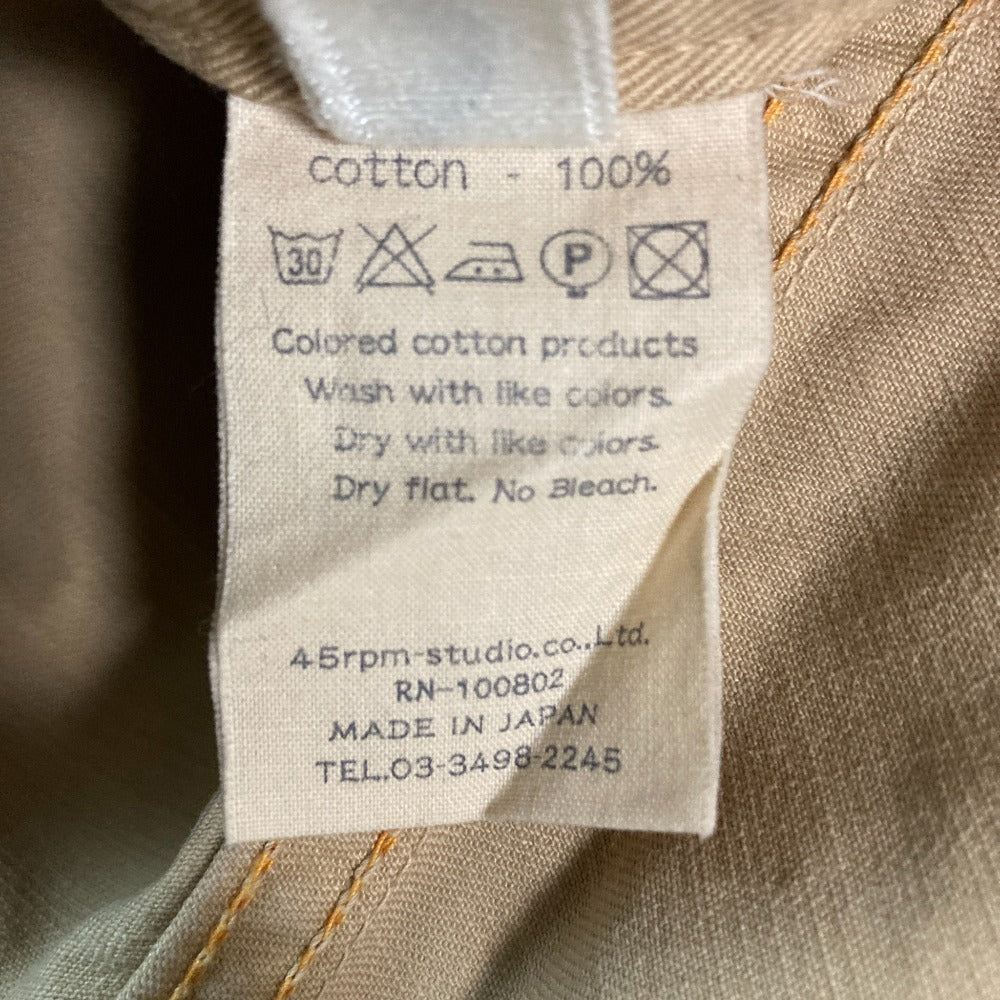 cotton - 100%
30 P
Colored cotton products
Wash with like colors.
Dry with like colors.
Dry flat. No Bleach.
45rpm-studio.co.,Ltd.
RN-100802
MADE IN JAPAN
TEL.03-3498-2245